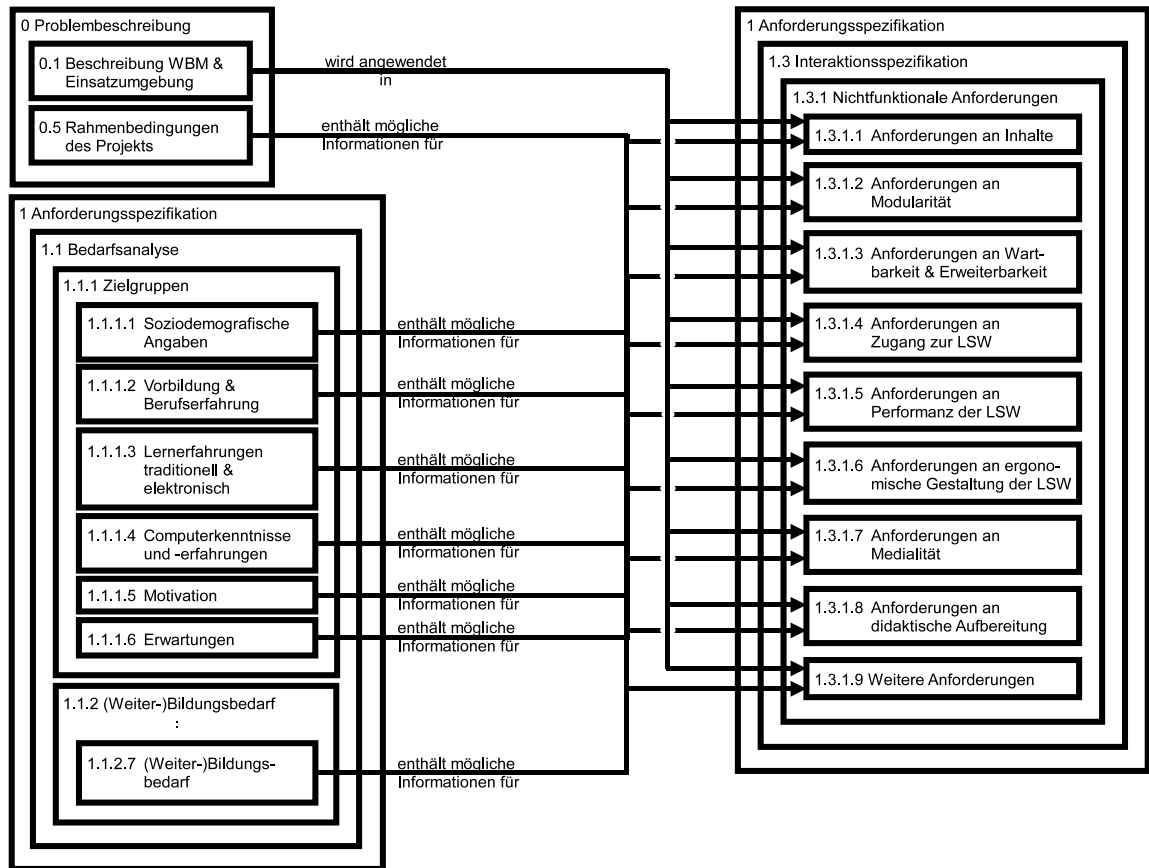 0 Problembeschreibung
0.1 Beschreibung WBM &
Einsatzumgebung
0.5 Rahmenbedingungen
des Projekts
wird angewendet
in
enthält mögliche
Informationen für
1 Anforderungsspezifikation
1.1 Bedarfsanalyse
1.1.1 Zielgruppen
1.1.1.1 Soziodemografische
Angaben
enthält mögliche
Informationen für
1.1.1.2 Vorbildung &
Berufserfahrung
enthält mögliche
Informationen für
1.1.1.3 Lernerfahrungen
traditionell &
elektronisch
enthält mögliche
Informationen für
1.1.1.4 Computerkenntnisse
und -erfahrungen
enthält mögliche
Informationen für
1.1.1.5 Motivation
enthält mögliche
Informationen für
1.1.1.6 Erwartungen
enthält mögliche
Informationen für
1.1.2 (Weiter-)Bildungsbedarf
:
1.1.2.7 (Weiter-)Bildungs-
bedarf
enthält mögliche
Informationen für
1 Anforderungsspezifikation
1.3 Interaktionsspezifikation
1.3.1 Nichtfunktionale Anforderungen
1.3.1.1 Anforderungen an Inhalte
1.3.1.2 Anforderungen an
Modularität
1.3.1.3 Anforderungen an Wart-
barkeit & Erweiterbarkeit
1.3.1.4 Anforderungen an
Zugang zur LSW
1.3.1.5 Anforderungen an
Performanz der LSW
1.3.1.6 Anforderungen an ergono-
mische Gestaltung der LSW
1.3.1.7 Anforderungen an
Medialität
1.3.1.8 Anforderungen an
didaktische Aufbereitung
1.3.1.9 Weitere Anforderungen